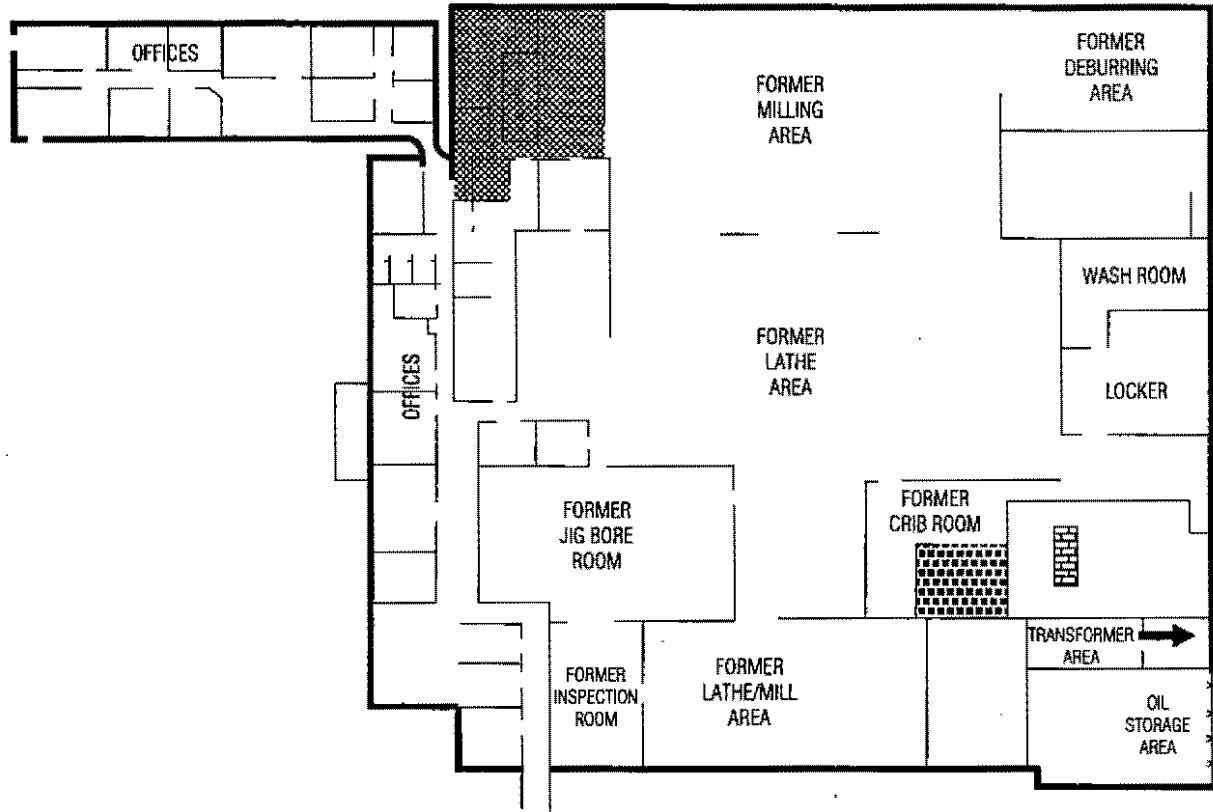 OFFICES
FORMER
MILLING
AREA
FORMER
DEBURRING
AREA
WASH ROOM
FORMER
LATHE
AREA
OFFICES
LOCKER
FORMER
CRIB ROOM
FORMER
JIG BORE
ROOM
TRANSFORMER
AREA
FORMER
INSPECTION
ROOM
FORMER
LATHE/MILL
AREA
OIL
STORAGE
AREA